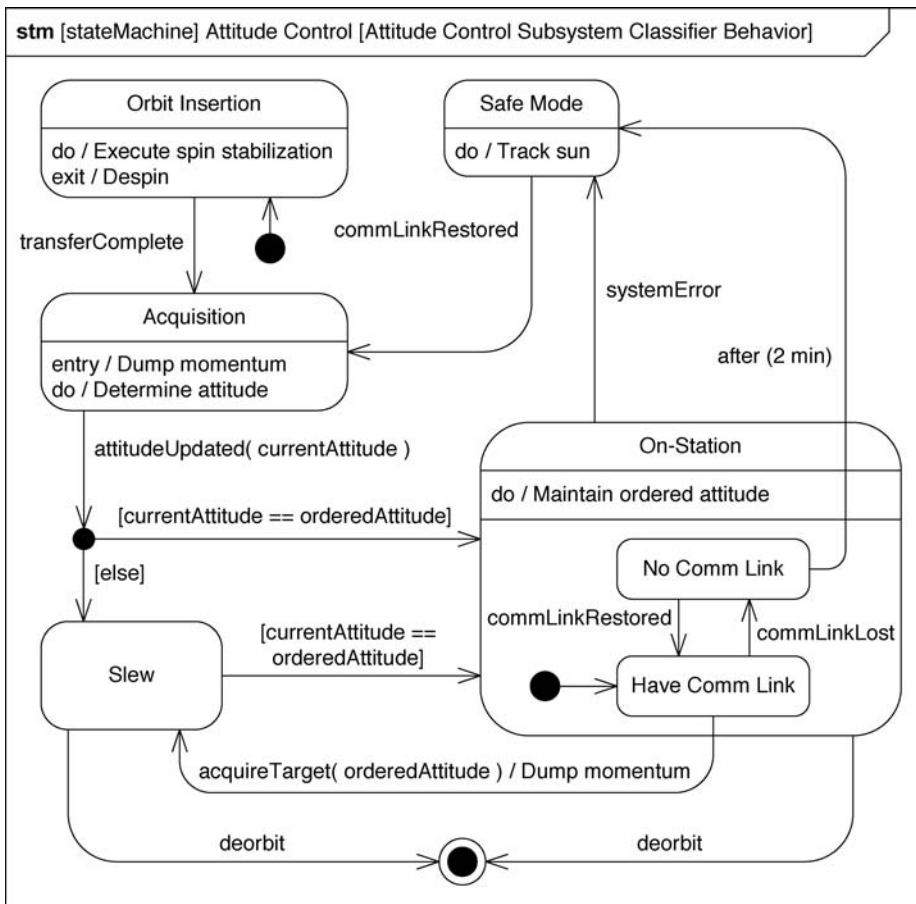 stm [stateMachine] Attitude Control [Attitude Control Subsystem Classifier Behavior]
Orbit Insertion
do / Execute spin stabilization
exit / Despin
Safe Mode
do / Track sun
transferComplete
commLinkRestored
systemError
Acquisition
entry / Dump momentum
do / Determine attitude
after (2 min)
attitudeUpdated( currentAttitude )
On-Station
do / Maintain ordered attitude
[currentAttitude == orderedAttitude]
[else]
No Comm Link
commLinkRestored
commLinkLost
Have Comm Link
[currentAttitude ==
orderedAttitude]
Slew
acquireTarget( orderedAttitude ) / Dump momentum
deorbit
deorbit